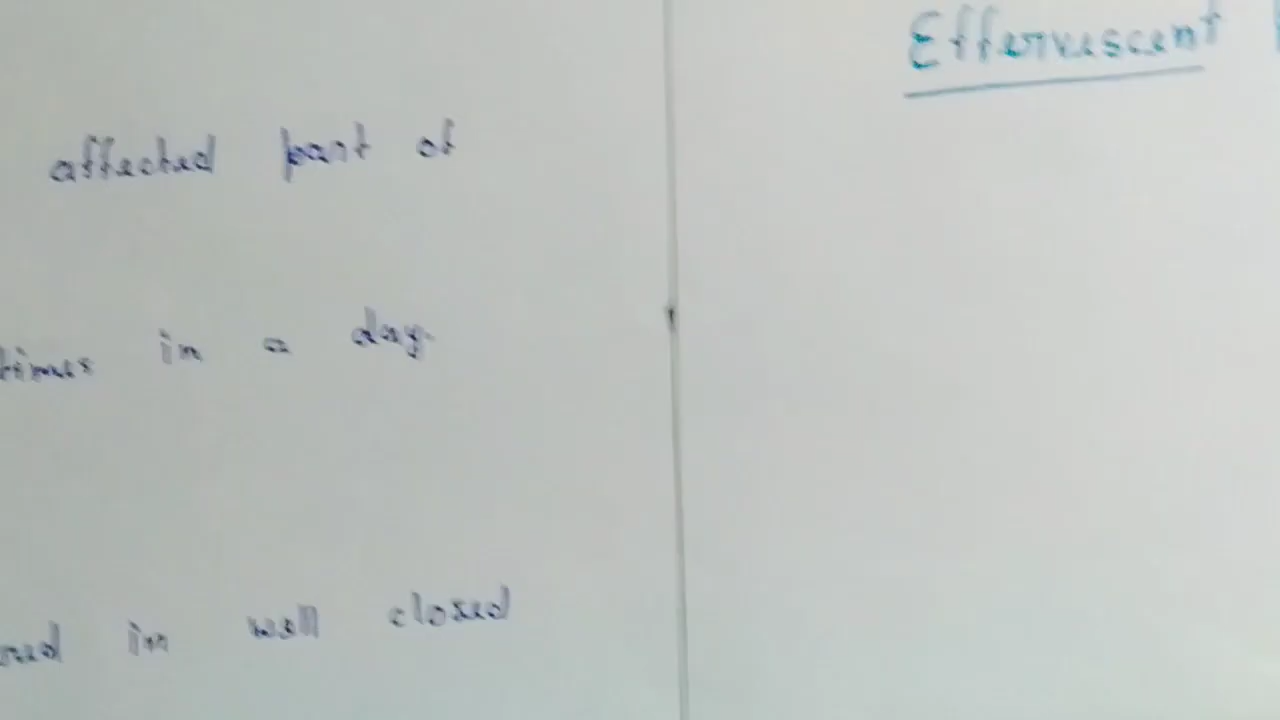 affected part of
times in a day.
in well closed
Effervescent